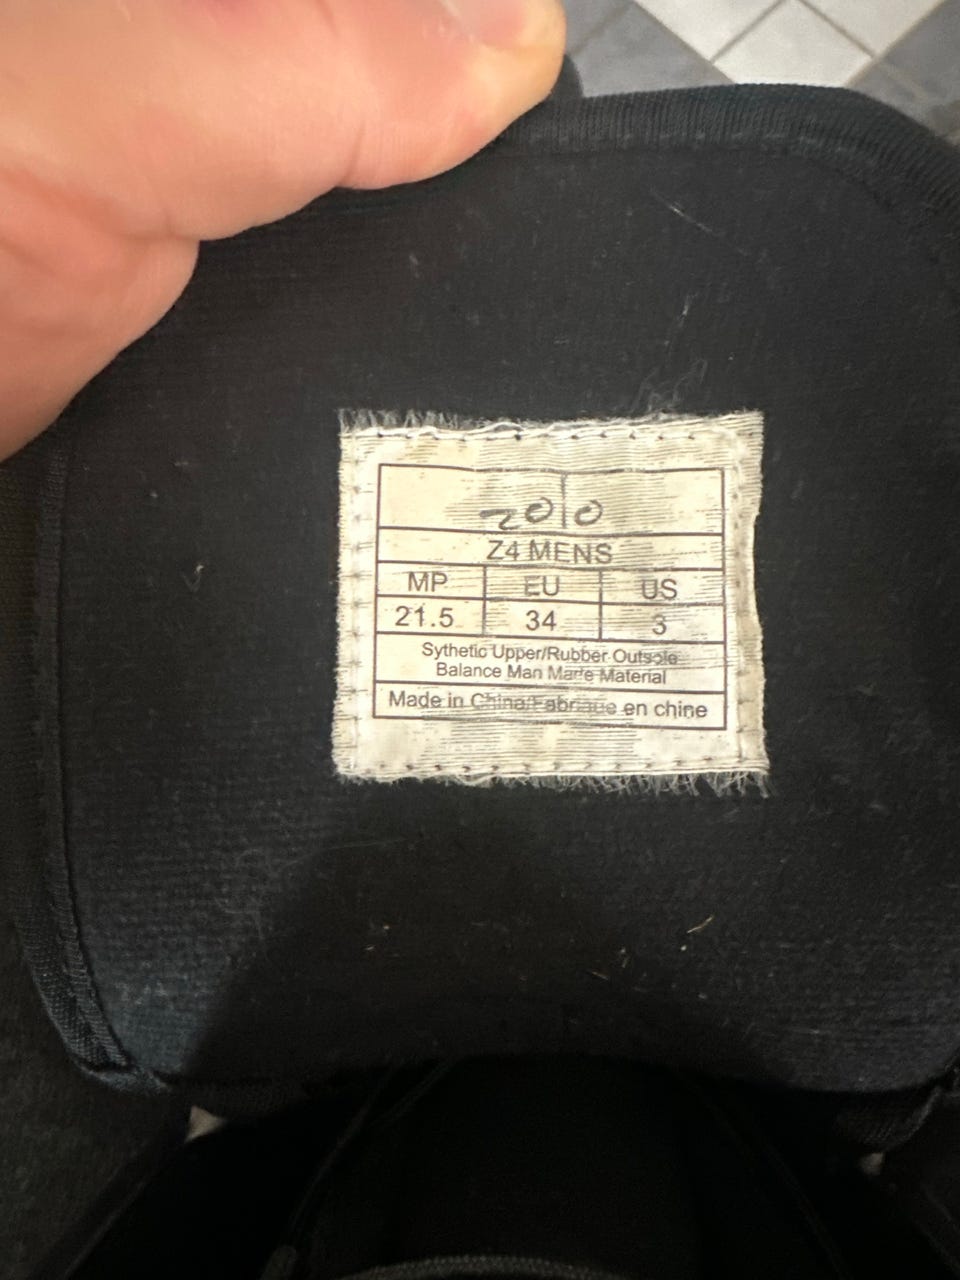 2010
Z4 MENS
MP EU US
21.5 34 3
Sythetic Upper/Rubber Outsole
Balance Man Made Material
Made in China/Fabrique en chine